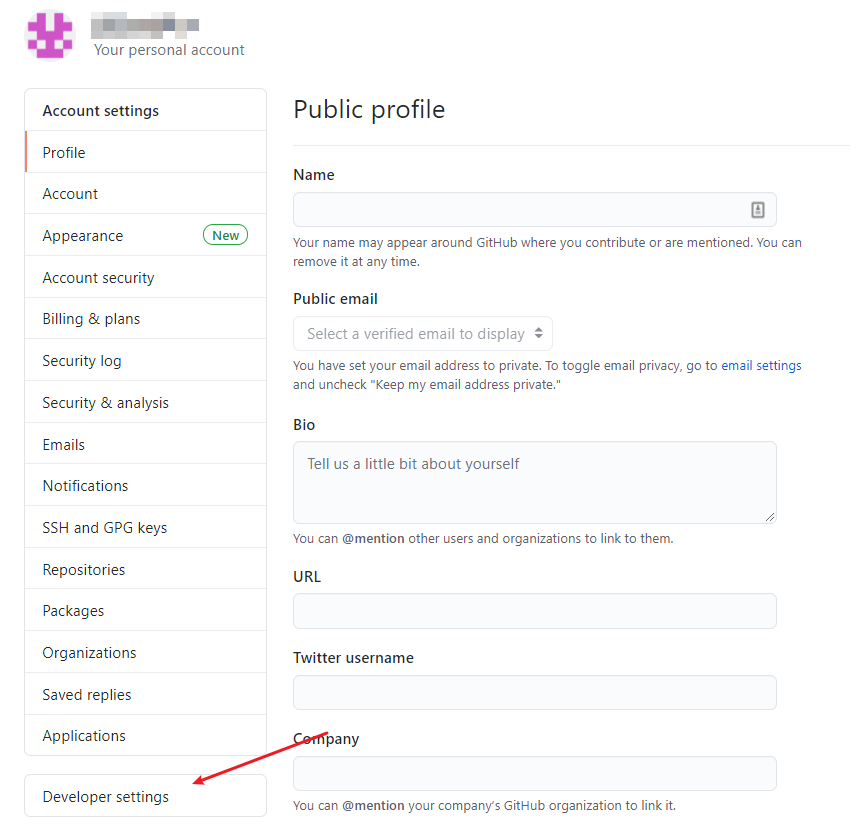 Your personal account
Account settings
Profile
Account
Appearance New
Account security
Billing & plans
Security log
Security & analysis
Emails
Notifications
SSH and GPG keys
Repositories
Packages
Organizations
Saved replies
Applications
Developer settings
Public profile
Name
Your name may appear around GitHub where you contribute or are mentioned. You can
remove it at any time.
Public email
Select a verified email to display
You have set your email address to private. To toggle email privacy, go to email settings
and uncheck "Keep my email address private."
Bio
Tell us a little bit about yourself
You can @mention other users and organizations to link to them.
URL
Twitter username
Company
You can @mention your company's GitHub organization to link it.